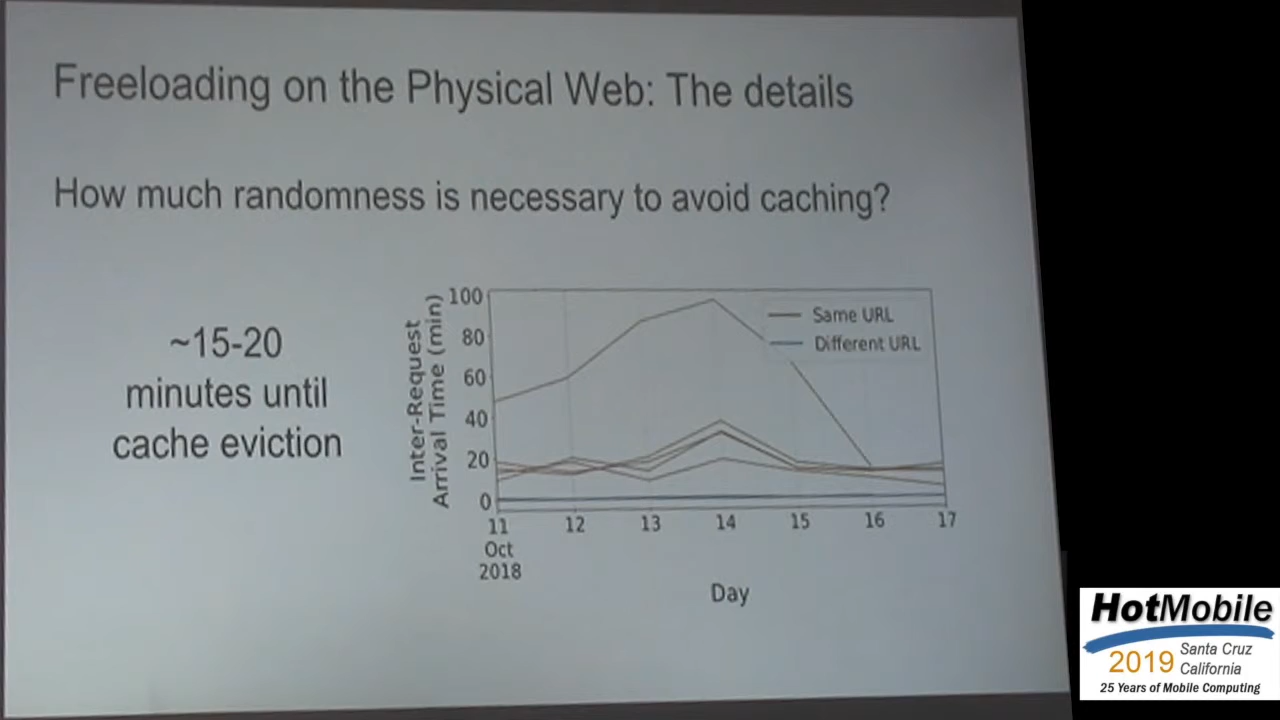 Freeloading on the Physical Web: The details
How much randomness is necessary to avoid caching?
~15-20
minutes until
cache eviction
Inter-Request
Arrival Time (min)
100
80
60
40
20
0
Same URL
Different URL
11
12
13
14
15
16
17
Oct
2018
Day
HotMobile
2019
Santa Cruz
California
25 Years of Mobile Computing